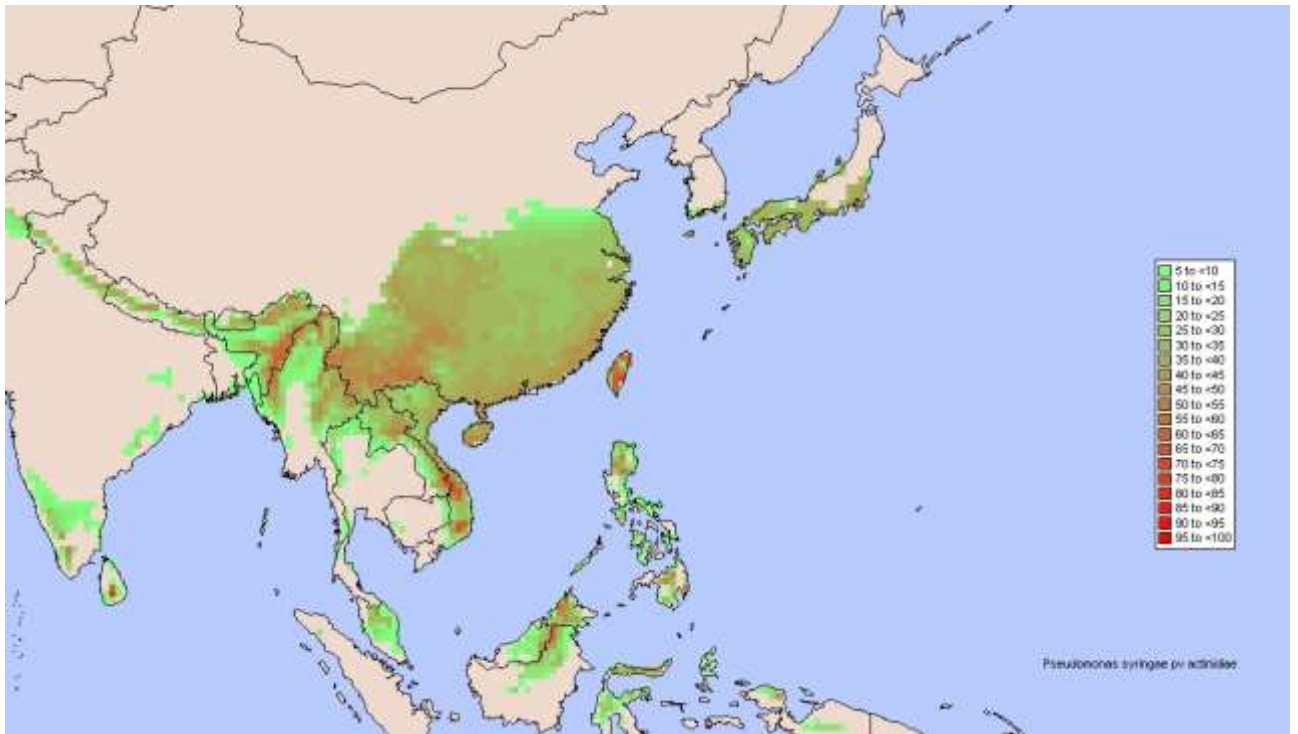 5 to <10
10 to <15
15 to <20
20 to <25
25 to <30
30 to <35
35 to <40
40 to <45
45 to <50
50 to <55
55 to <60
60 to <65
65 to <70
70 to <75
75 to <80
80 to <85
85 to <90
90 to <95
95 to <100
Pseudomonas syringae pv actinidiae